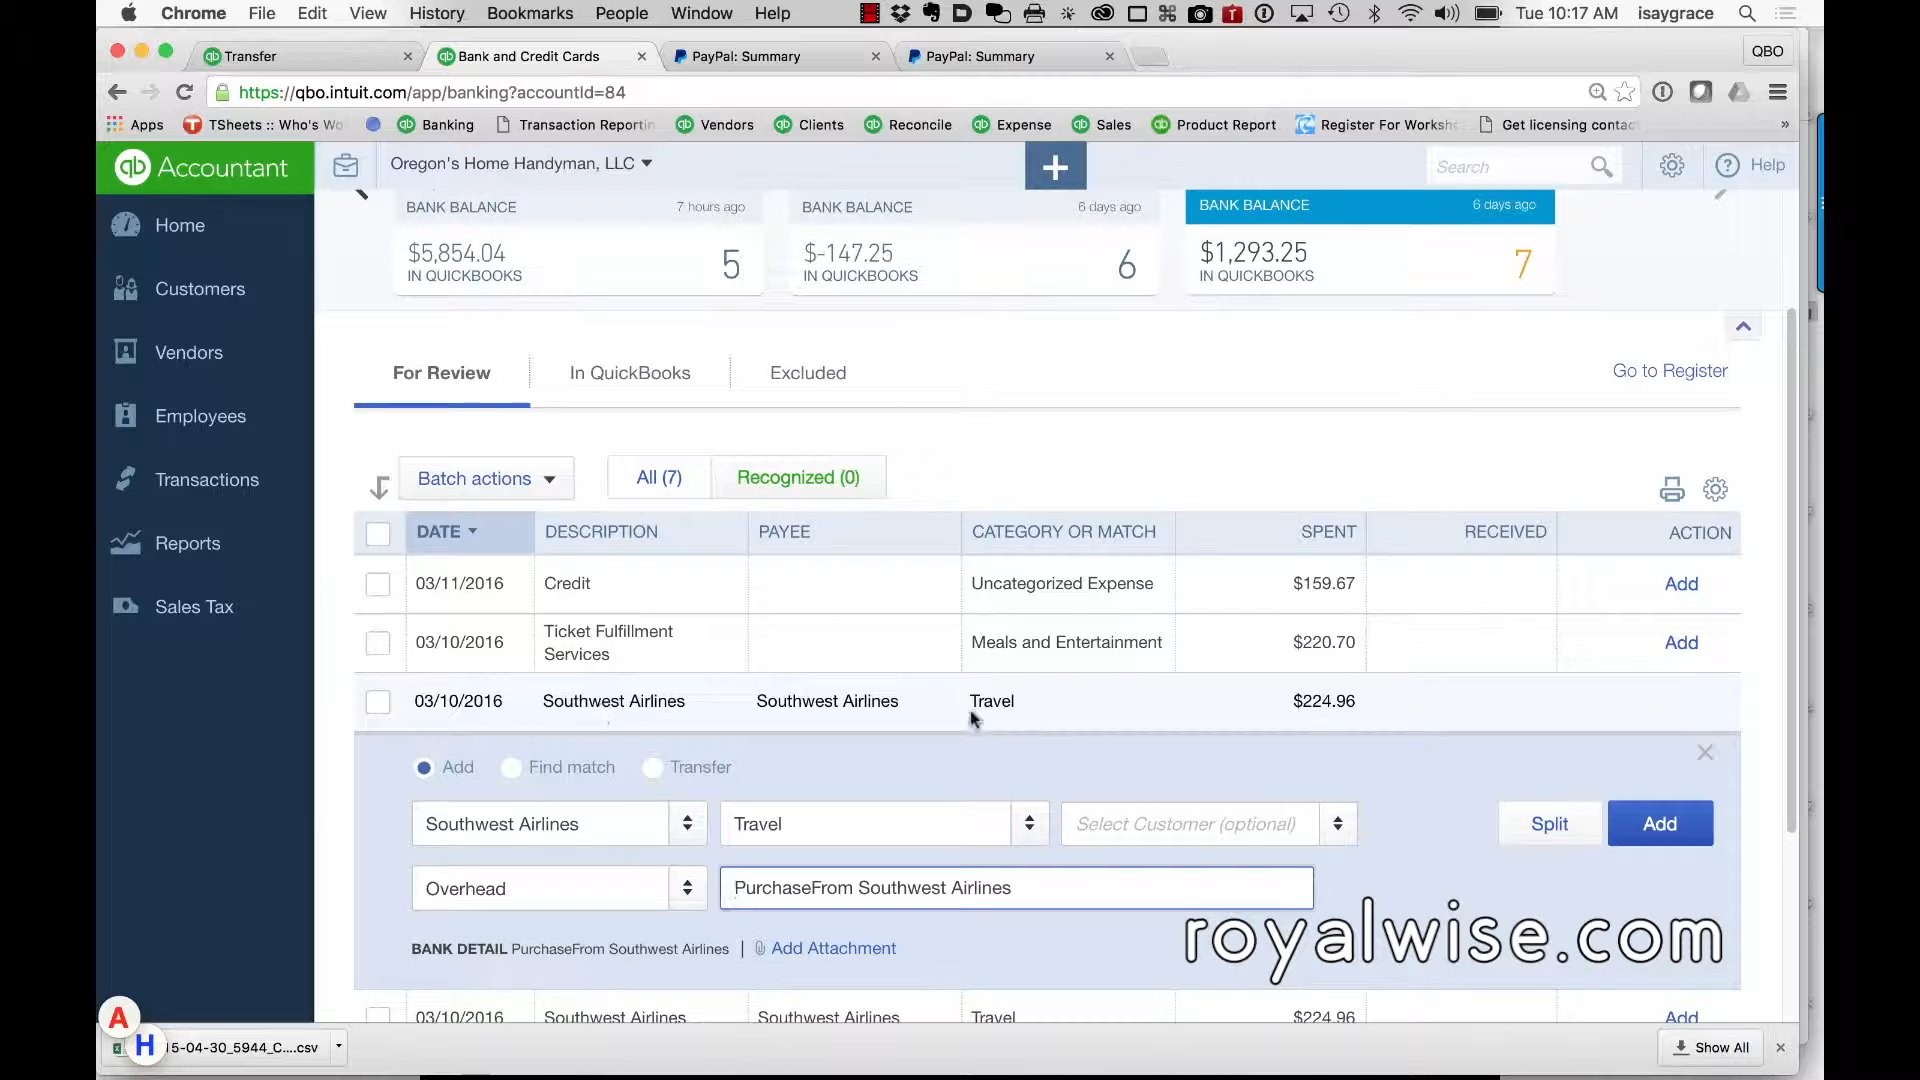 Chrome File Edit View History Bookmarks People Window Help Tue 10:17 AM isaygrace
Transfer Bank and Credit Cards PayPal: Summary PayPal: Summary QBO
https://qbo.intuit.com/app/banking?accountId=84
Apps TSheets :: Who's Wo Banking Transaction Reportin Vendors Clients Reconcile Expense Sales Product Report Register For Worksho Get licensing contac »
qb Accountant Oregon's Home Handyman, LLC Search Help
BANK BALANCE 7 hours ago BANK BALANCE 6 days ago BANK BALANCE 6 days ago
$5,854.04 5 $-147.25 6 $1,293.25 7
IN QUICKBOOKS IN QUICKBOOKS IN QUICKBOOKS
Home
Customers
Vendors
Employees
Transactions
Reports
Sales Tax
For Review In QuickBooks Excluded Go to Register
Batch actions All (7) Recognized (0)
DATE DESCRIPTION PAYEE CATEGORY OR MATCH SPENT RECEIVED ACTION
03/11/2016 Credit Uncategorized Expense $159.67 Add
03/10/2016 Ticket Fulfillment Services Meals and Entertainment $220.70 Add
03/10/2016 Southwest Airlines Southwest Airlines Travel $224.96
Add Find match Transfer
Southwest Airlines Travel Select Customer (optional) Split Add
Overhead PurchaseFrom Southwest Airlines
BANK DETAIL PurchaseFrom Southwest Airlines | Add Attachment
royalwise.com
03/10/2016 Southwest Airlines Southwest Airlines Travel $224.96 Add
A
H 15-04-30_5944_C....csv Show All